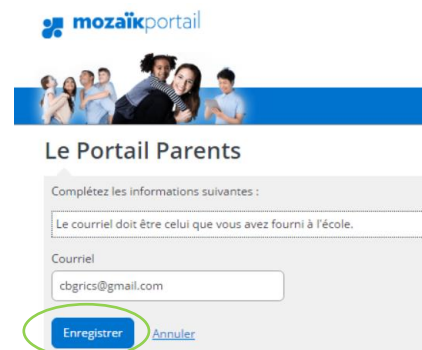 mozaïkportail
Le Portail Parents
Complétez les informations suivantes :
Le courriel doit être celui que vous avez fourni à l'école.
Courriel
cbgrics@gmail.com
Enregistrer Annuler